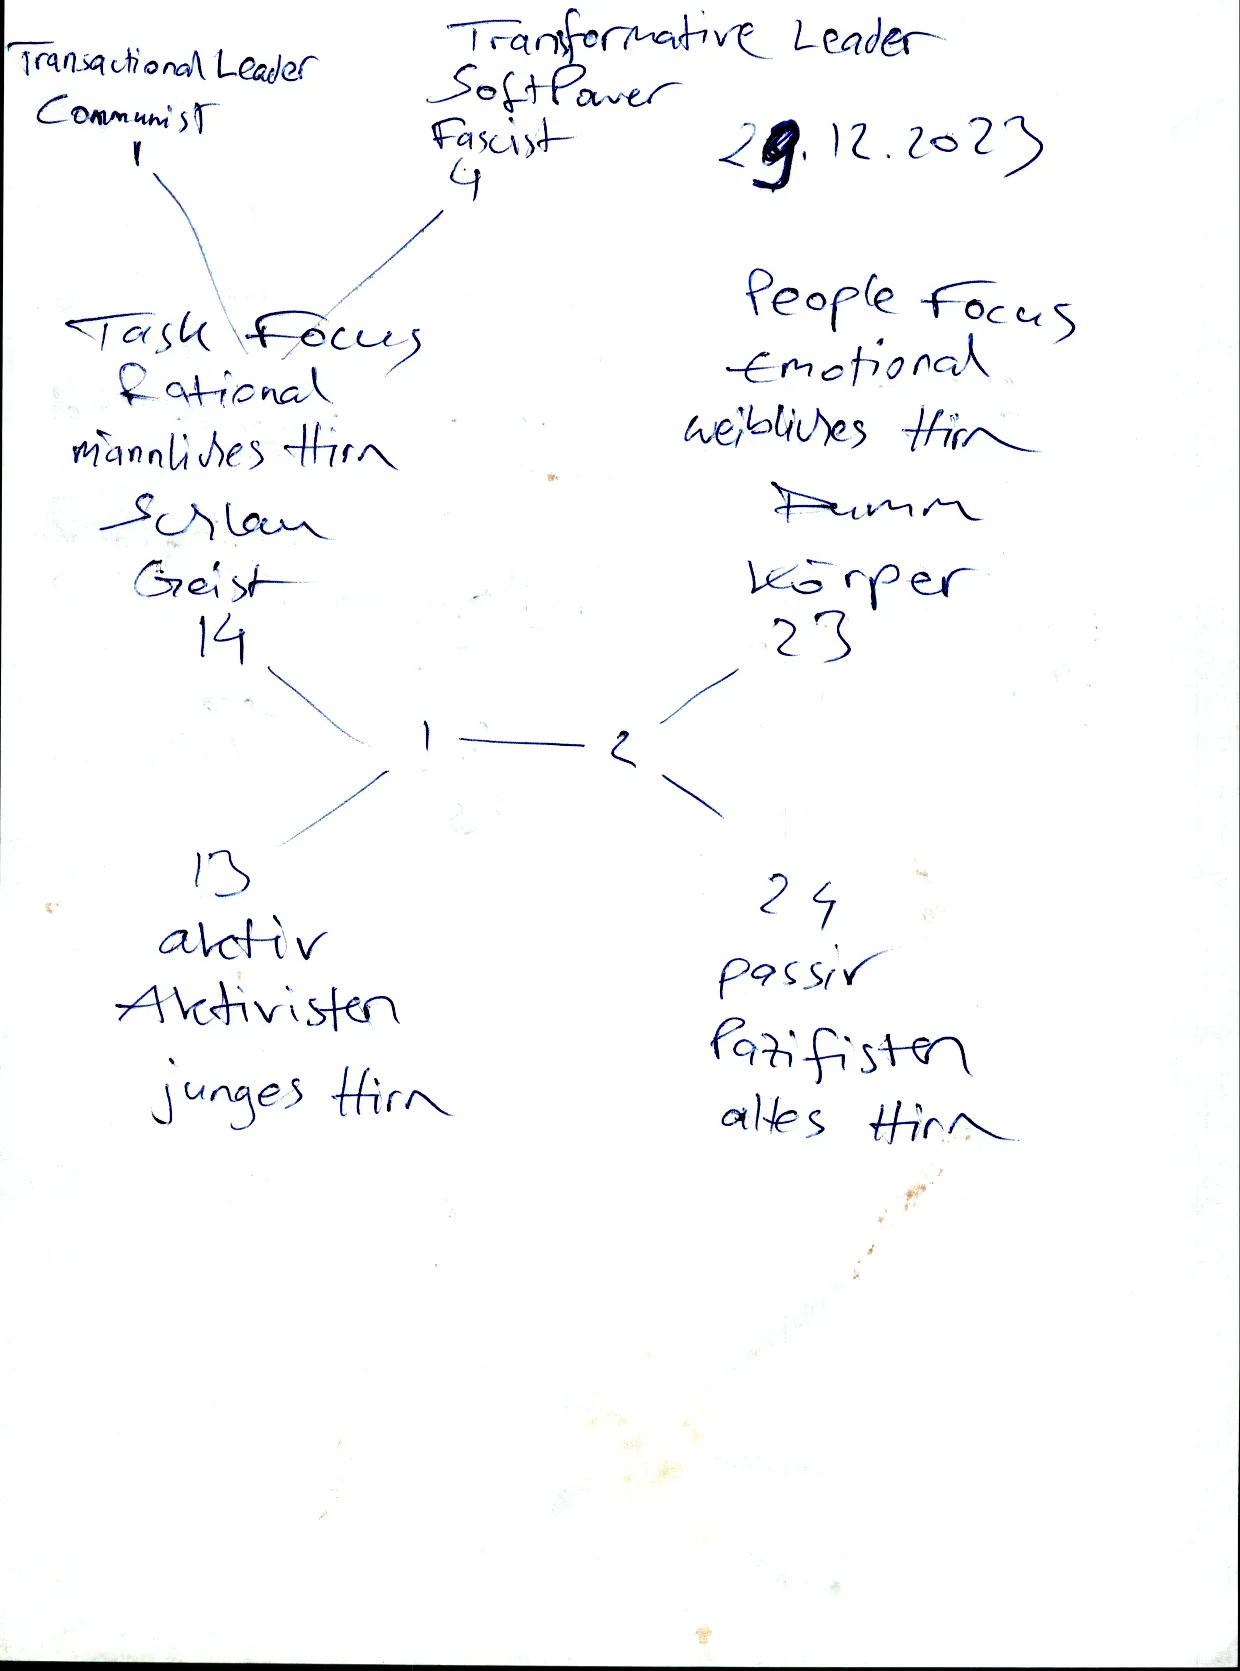 Transactional Leader
Communist
1
Transformative Leader
Soft Power
Fascist
4
29.12.2023
Task Focus
Rational
männliches Hirn
Schlau
Geist
14
People Focus
Emotional
weibliches Hirn
Dumm
Körper
23
1 — 2
13
aktiv
Aktivisten
junges Hirn
24
passiv
Pazifisten
altes Hirn